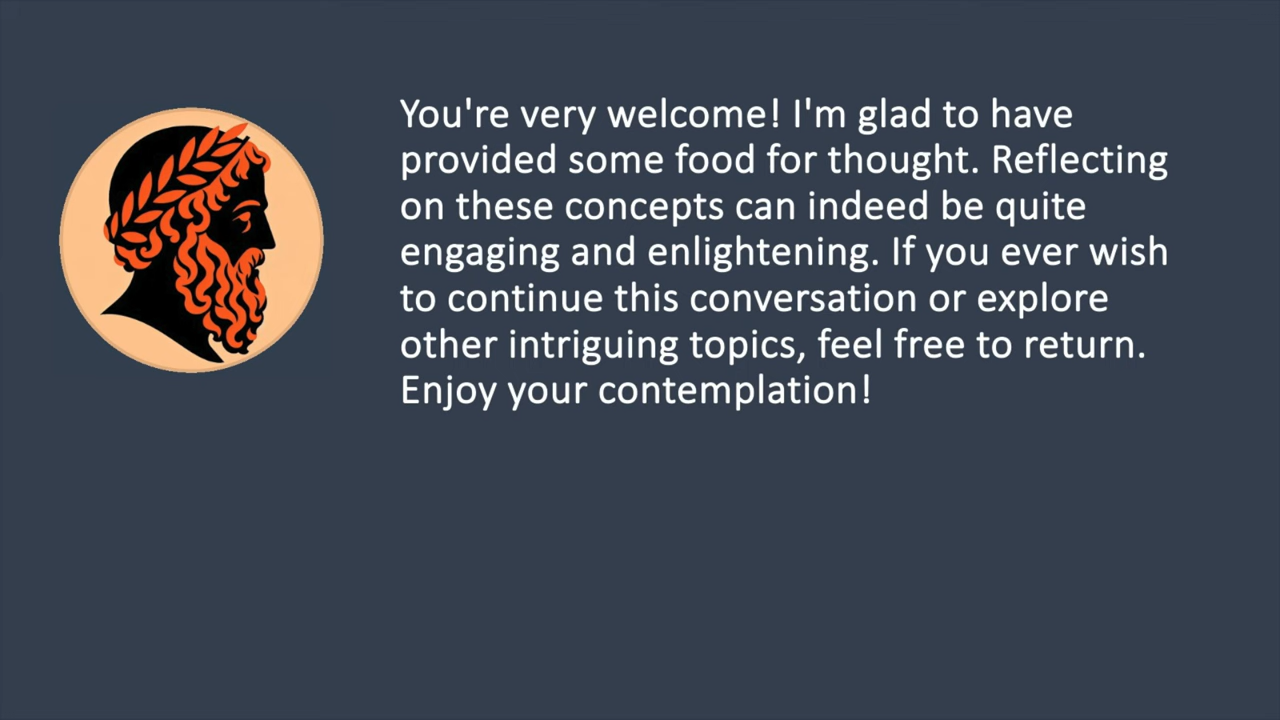 You're very welcome! I'm glad to have
provided some food for thought. Reflecting
on these concepts can indeed be quite
engaging and enlightening. If you ever wish
to continue this conversation or explore
other intriguing topics, feel free to return.
Enjoy your contemplation!